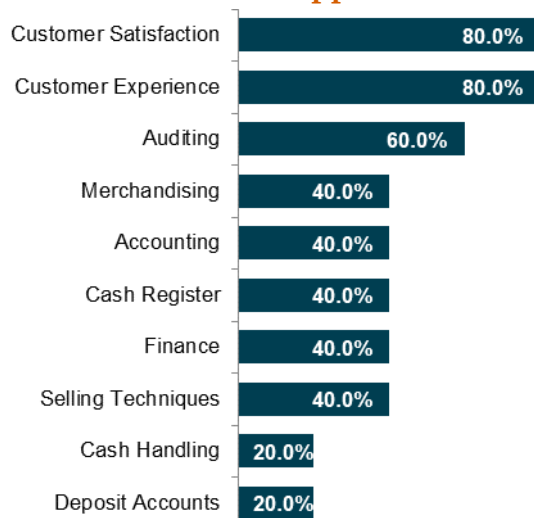 Customer Satisfaction 80.0%
Customer Experience 80.0%
Auditing 60.0%
Merchandising 40.0%
Accounting 40.0%
Cash Register 40.0%
Finance 40.0%
Selling Techniques 40.0%
Cash Handling 20.0%
Deposit Accounts 20.0%